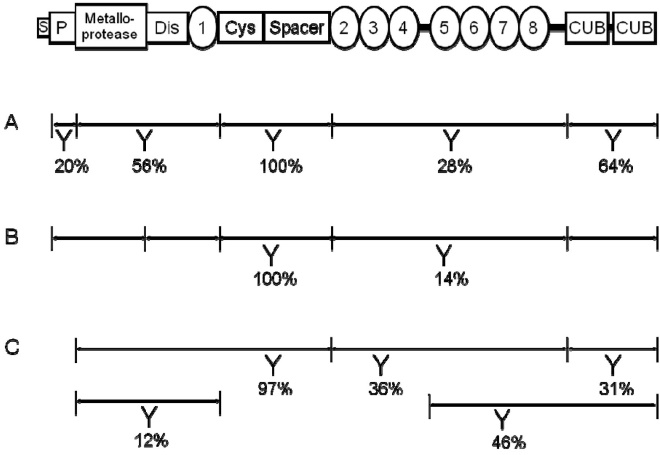 S P Metallo-
protease Dis 1 Cys Spacer 2 3 4 5 6 7 8 CUB CUB
A
Y Y Y Y Y
20% 56% 100% 28% 64%
B
Y Y
100% 14%
C
Y Y Y
97% 36% 31%
Y Y
12% 46%